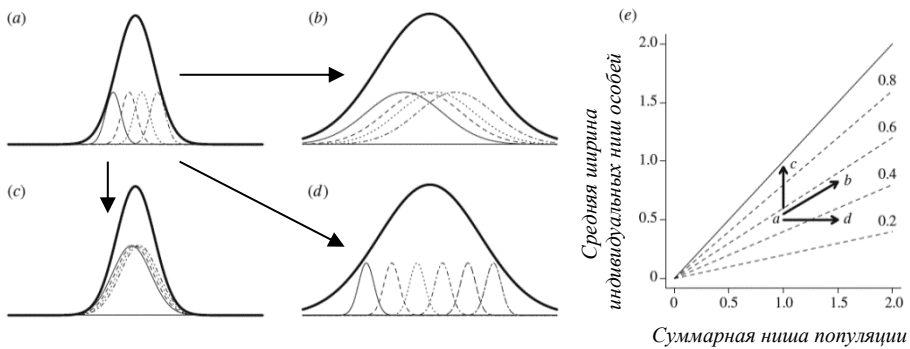 (a)
(b)
(c)
(d)
(e)
Средняя ширина
индивидуальных ниш особей
2.0
1.5
1.0
0.5
0
0.8
0.6
0.4
0.2
c
b
a
d
0 0.5 1.0 1.5 2.0
Суммарная ниша популяции